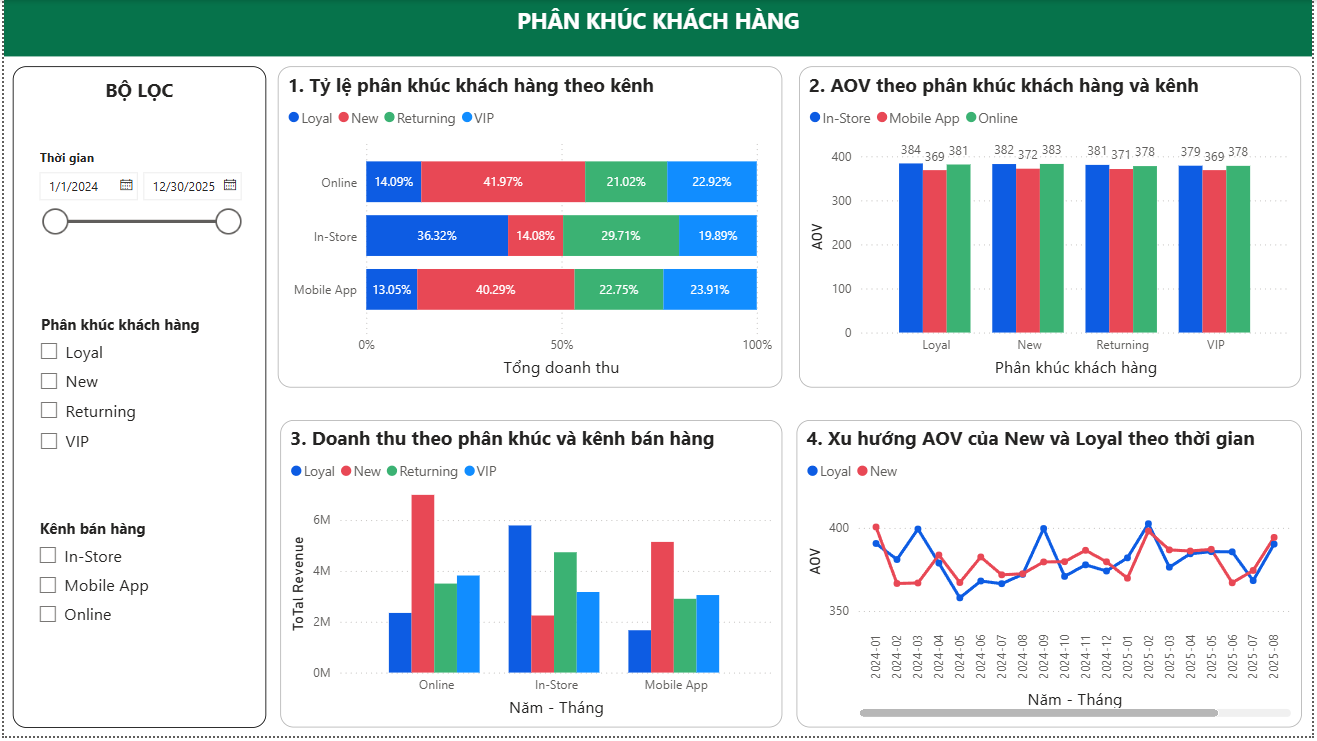 PHÂN KHÚC KHÁCH HÀNG
BỘ LỌC
Thời gian
1/1/2024 12/30/2025
Phân khúc khách hàng
Loyal
New
Returning
VIP
Kênh bán hàng
In-Store
Mobile App
Online
1. Tỷ lệ phân khúc khách hàng theo kênh
Loyal New Returning VIP
Online 14.09% 41.97% 21.02% 22.92%
In-Store 36.32% 14.08% 29.71% 19.89%
Mobile App 13.05% 40.29% 22.75% 23.91%
0% 50% 100%
Tổng doanh thu
2. AOV theo phân khúc khách hàng và kênh
In-Store Mobile App Online
384 369 381 382 372 383 381 371 378 379 369 378
400
300
200
100
0
AOV
Loyal New Returning VIP
Phân khúc khách hàng
3. Doanh thu theo phân khúc và kênh bán hàng
Loyal New Returning VIP
6M
4M
2M
0M
ToTal Revenue
Online In-Store Mobile App
Năm - Tháng
4. Xu hướng AOV của New và Loyal theo thời gian
Loyal New
400
350
AOV
2024-01 2024-02 2024-03 2024-04 2024-05 2024-06 2024-07 2024-08 2024-09 2024-10 2024-11 2024-12 2025-01 2025-02 2025-03 2025-04 2025-05 2025-06 2025-07 2025-08
Năm - Tháng